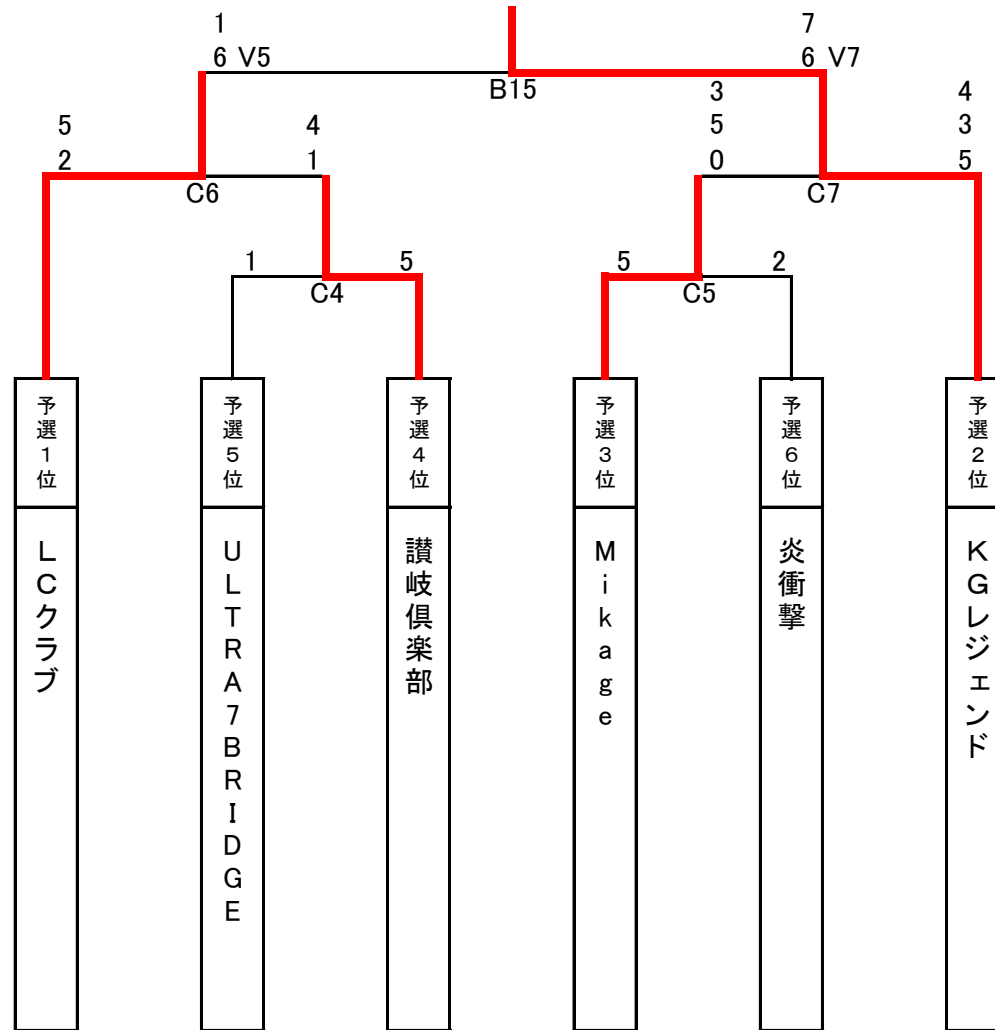 1 7
6 V5 6 V7
B15
3 4
5 4 5 3
2 1 0 5
C6 C7
1 5 5 2
C4 C5
予選1位
予選5位
予選4位
予選3位
予選6位
予選2位
LCクラブ
ULTRA7BRIDGE
讃岐倶楽部
Mikage
炎衝撃
KGレジェンド